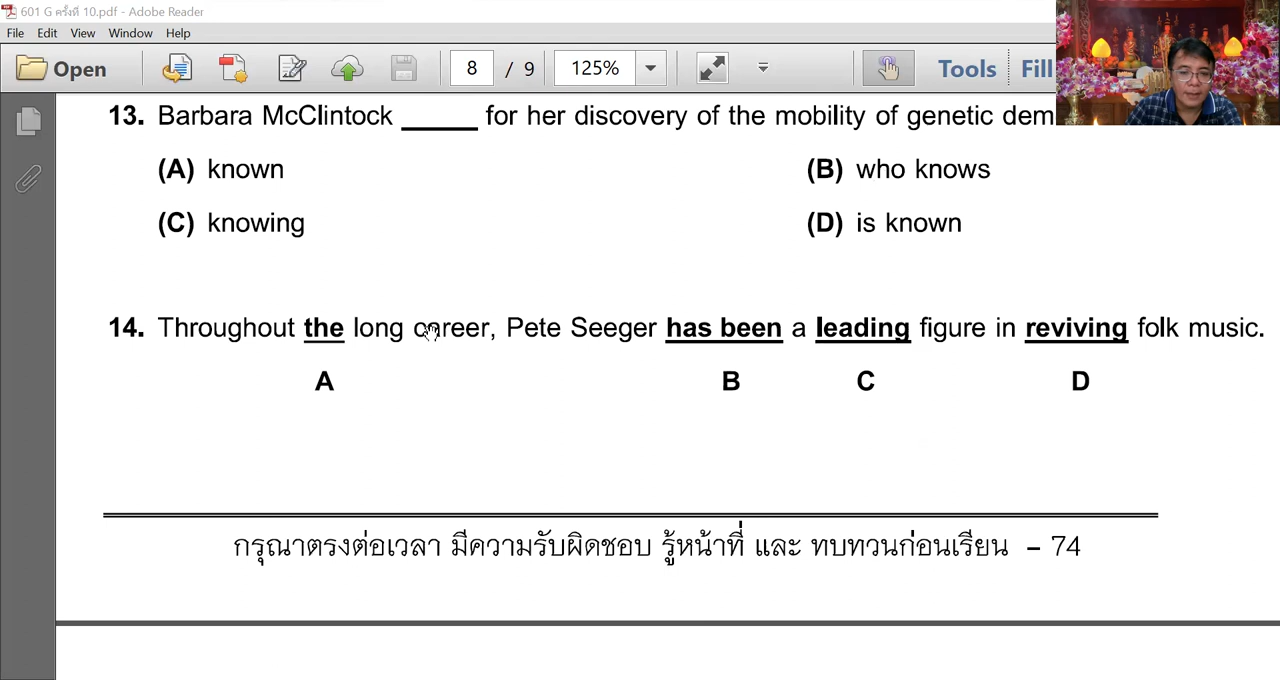 601 G ครั้งที่ 10.pdf - Adobe Reader
File Edit View Window Help
Open 8 / 9 125% Tools Fill
13. Barbara McClintock _____ for her discovery of the mobility of genetic dem
(A) known (B) who knows
(C) knowing (D) is known
14. Throughout the long career, Pete Seeger has been a leading figure in reviving folk music.
A B C D
กรุณาตรงต่อเวลา มีความรับผิดชอบ รู้หน้าที่ และ ทบทวนก่อนเรียน – 74